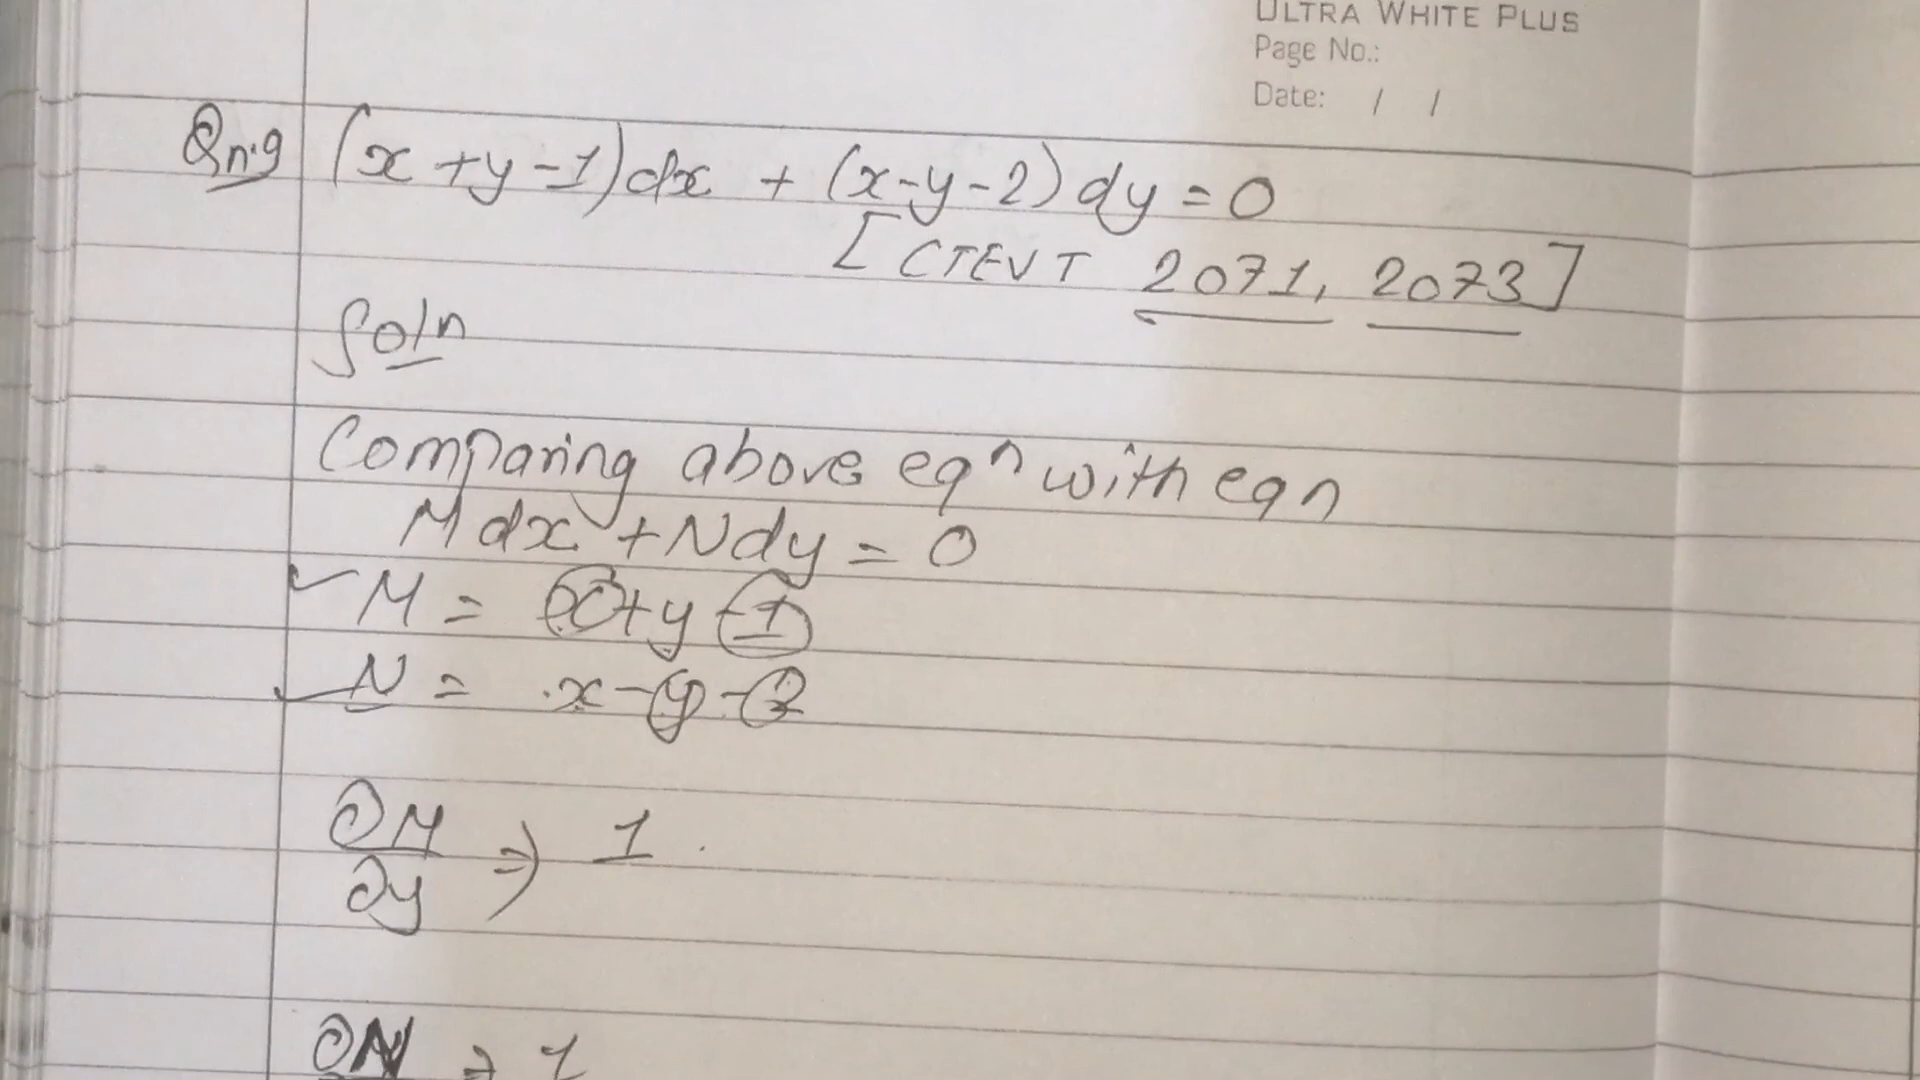 ULTRA WHITE PLUS
Page No.:
Date: / /
Qn.9 (x+y-1)dx + (x-y-2)dy=0
[CTEVT 2071, 2073]
Soln
Comparing above eqⁿ with eqn
Mdx+Ndy=0
M = x+y-1
N = x-y-2
∂M/∂y ⇒ 1.
∂N ⇒ 1